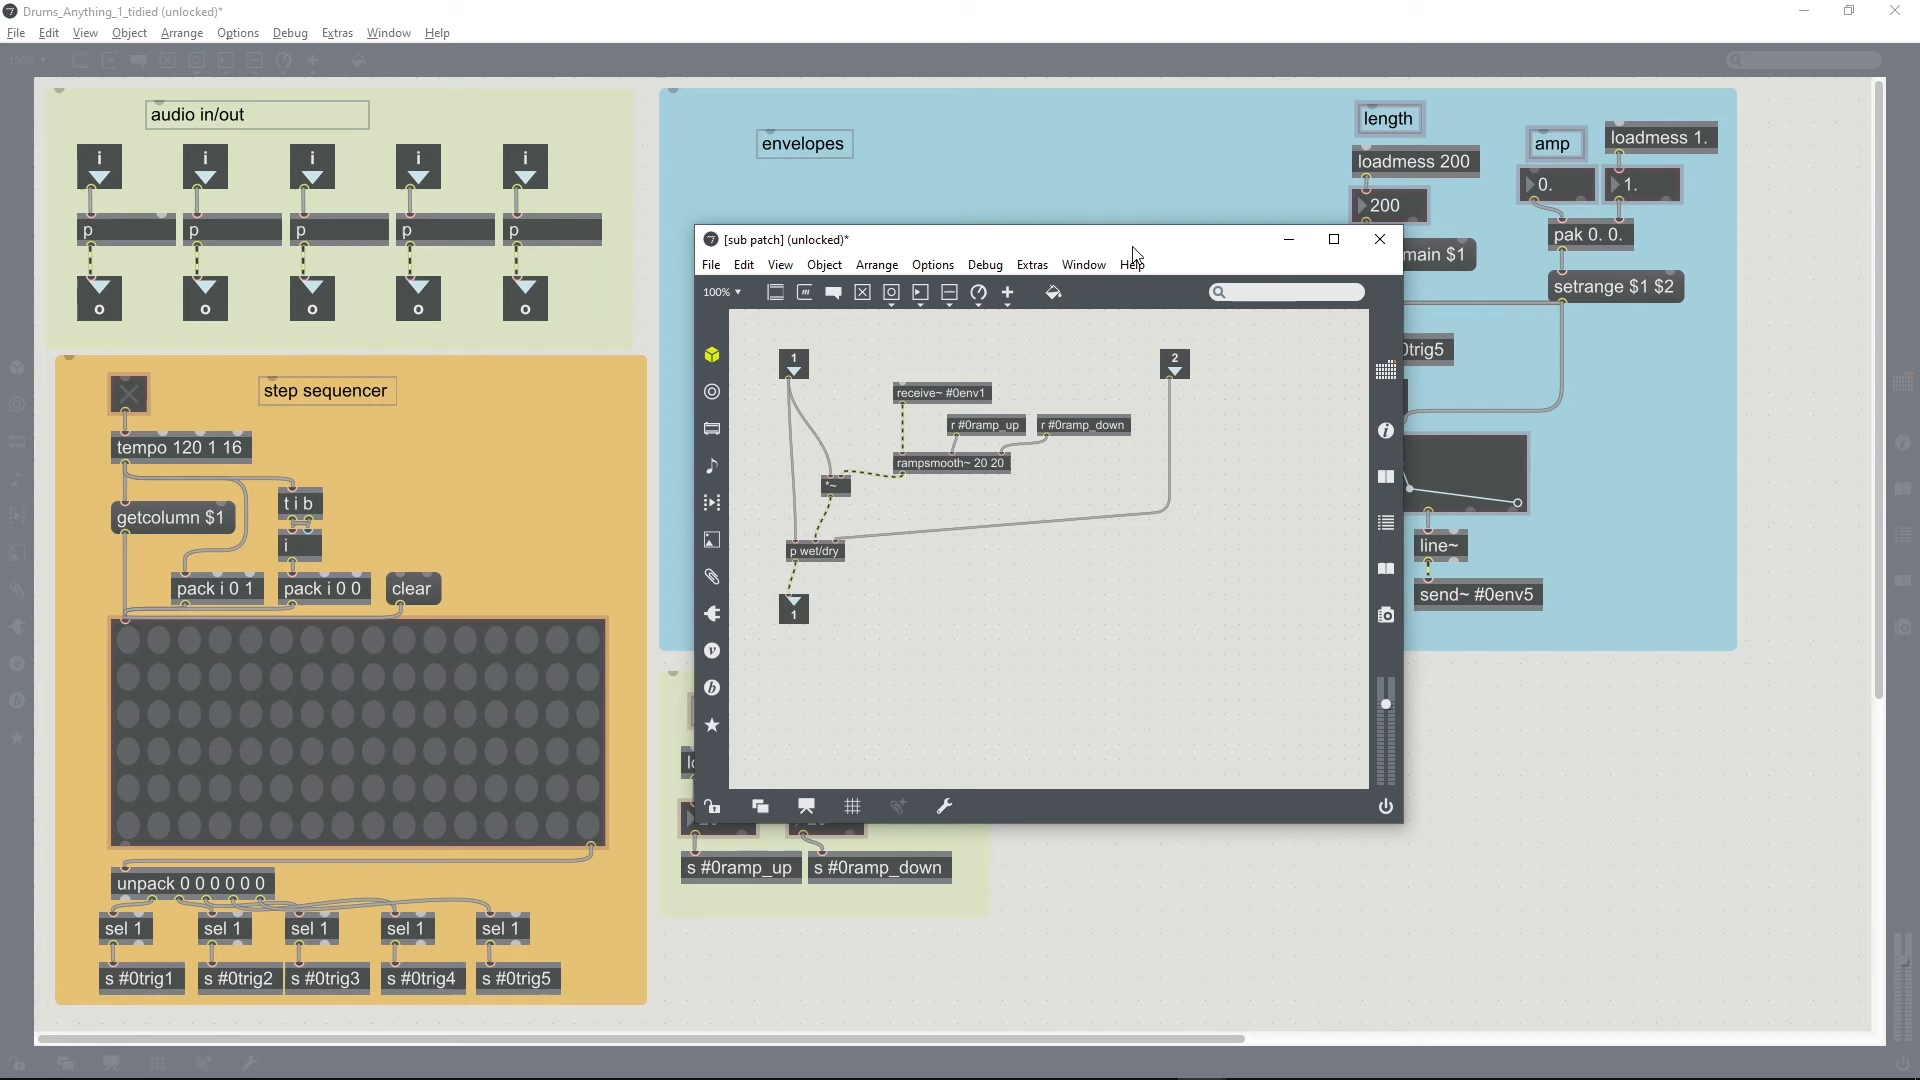 Drums_Anything_1_tidied (unlocked)*
File Edit View Object Arrange Options Debug Extras Window Help
150%
audio in/out
i i i i i
p p p p p
o o o o o
step sequencer
tempo 120 1 16
getcolumn $1
t i b
i
pack i 0 1
pack i 0 0
clear
unpack 0 0 0 0 0 0
sel 1 sel 1 sel 1 sel 1 sel 1
s #0trig1 s #0trig2 s #0trig3 s #0trig4 s #0trig5
envelopes
length
loadmess 200
200
main $1
amp
loadmess 1.
0. 1.
pak 0. 0.
setrange $1 $2
0trig5
line~
send~ #0env5
[sub patch] (unlocked)*
File Edit View Object Arrange Options Debug Extras Window Help
100%
1
2
receive~ #0env1
r #0ramp_up
r #0ramp_down
rampsmooth~ 20 20
*~
p wet/dry
1
s #0ramp_up
s #0ramp_down